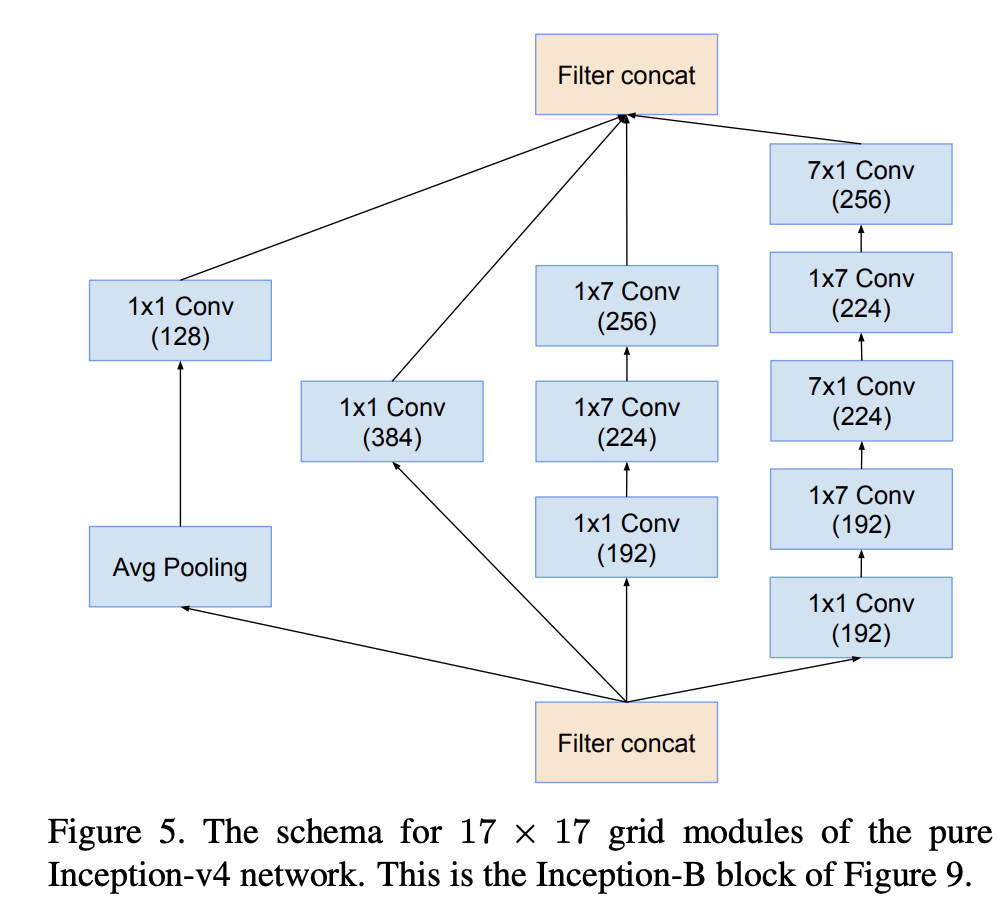 Filter concat
7x1 Conv
(256)
1x7 Conv
(224)
7x1 Conv
(224)
1x7 Conv
(192)
1x1 Conv
(192)
1x7 Conv
(256)
1x7 Conv
(224)
1x1 Conv
(192)
1x1 Conv
(384)
1x1 Conv
(128)
Avg Pooling
Filter concat
Figure 5. The schema for 17 × 17 grid modules of the pure
Inception-v4 network. This is the Inception-B block of Figure 9.